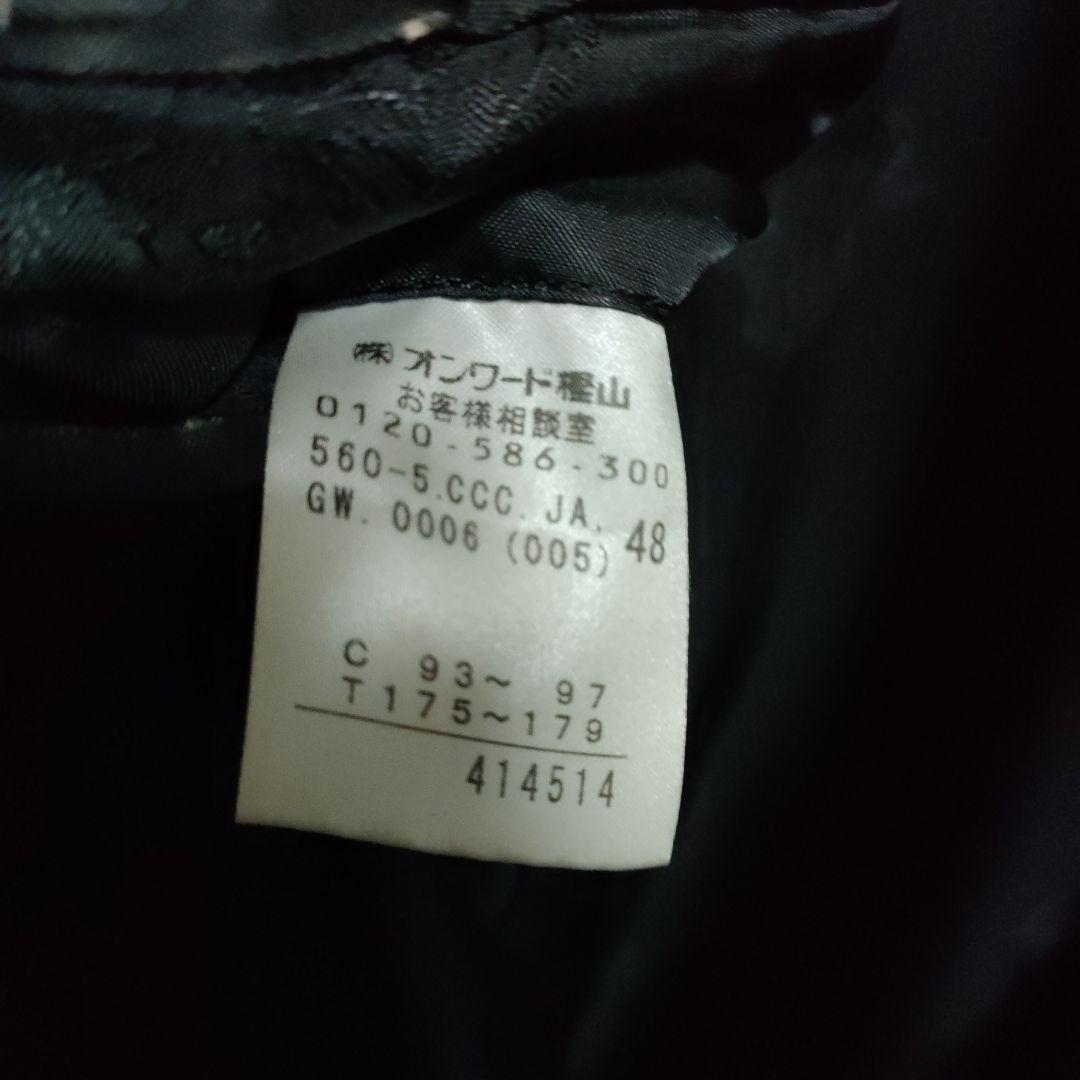 (株)オンワード樫山
お客様相談室
0120-586-300
560-5.CCC.JA. 48
GW. 0006 (005)
C 93~ 97
T175~179
414514